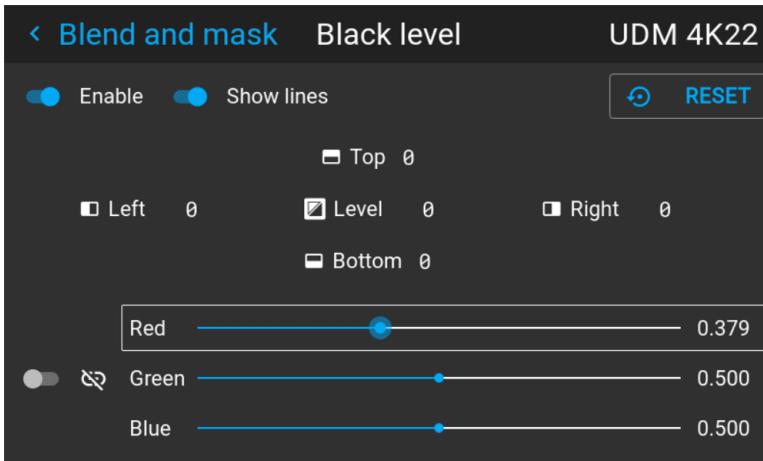 Blend and mask Black level UDM 4K22
Enable Show lines RESET
Top 0
Left 0 Level 0 Right 0
Bottom 0
Red 0.379
Green 0.500
Blue 0.500